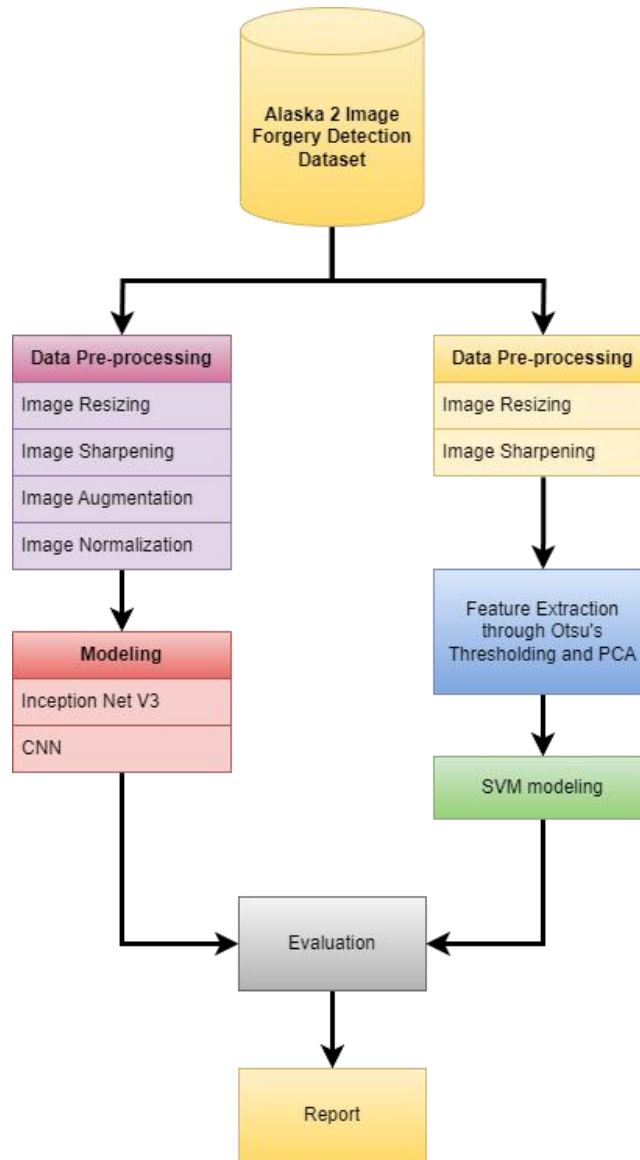 Alaska 2 Image
Forgery Detection
Dataset
Data Pre-processing
Image Resizing
Image Sharpening
Image Augmentation
Image Normalization
Modeling
Inception Net V3
CNN
Data Pre-processing
Image Resizing
Image Sharpening
Feature Extraction
through Otsu's
Thresholding and PCA
SVM modeling
Evaluation
Report